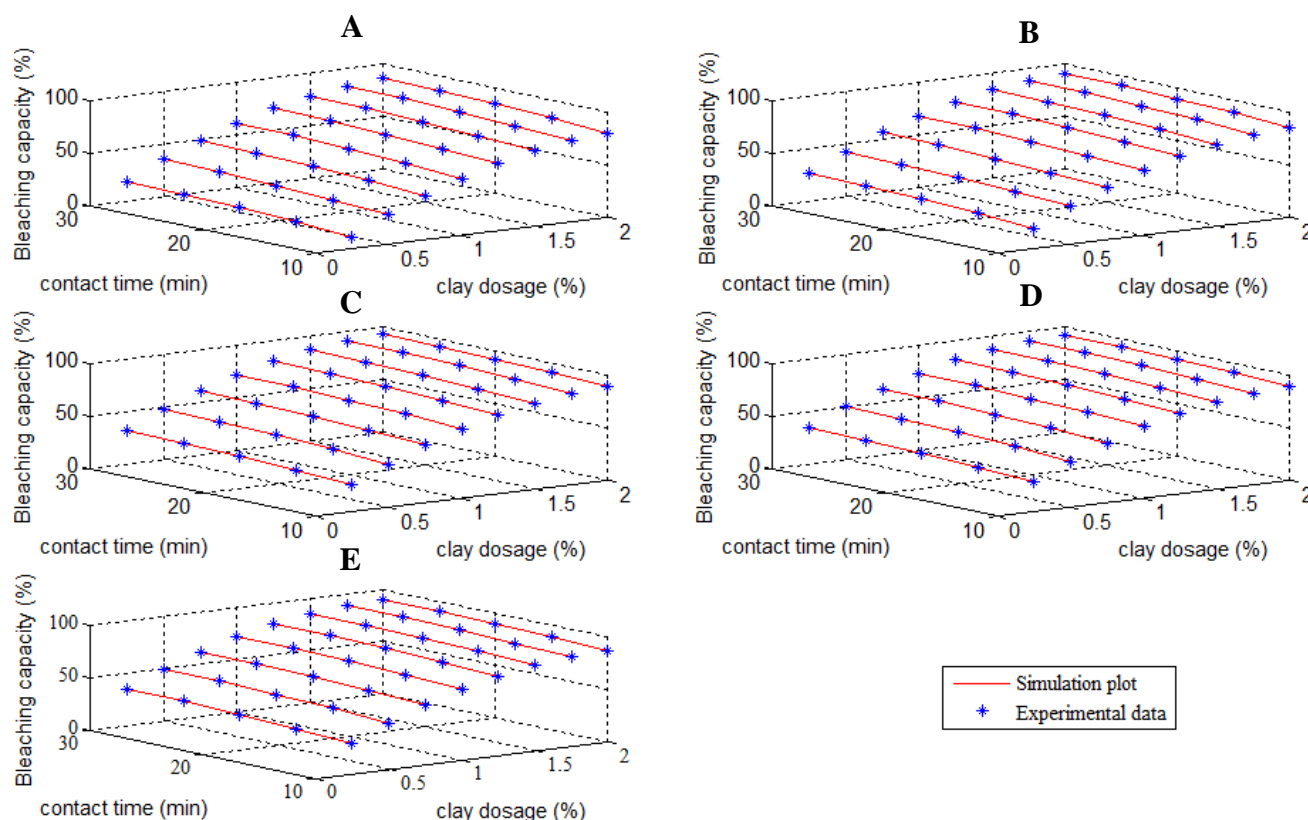 A
Bleaching capacity (%)
100
50
0
30
20
10
contact time (min)
0
0.5
1
1.5
2
clay dosage (%)
B
Bleaching capacity (%)
100
50
0
30
20
10
contact time (min)
0
0.5
1
1.5
2
clay dosage (%)
C
Bleaching capacity (%)
100
50
0
30
20
10
contact time (min)
0
0.5
1
1.5
2
clay dosage (%)
D
Bleaching capacity (%)
100
50
0
30
20
10
contact time (min)
0
0.5
1
1.5
2
clay dosage (%)
E
Bleaching capacity (%)
100
50
0
30
20
10
contact time (min)
0
0.5
1
1.5
2
clay dosage (%)
Simulation plot
Experimental data